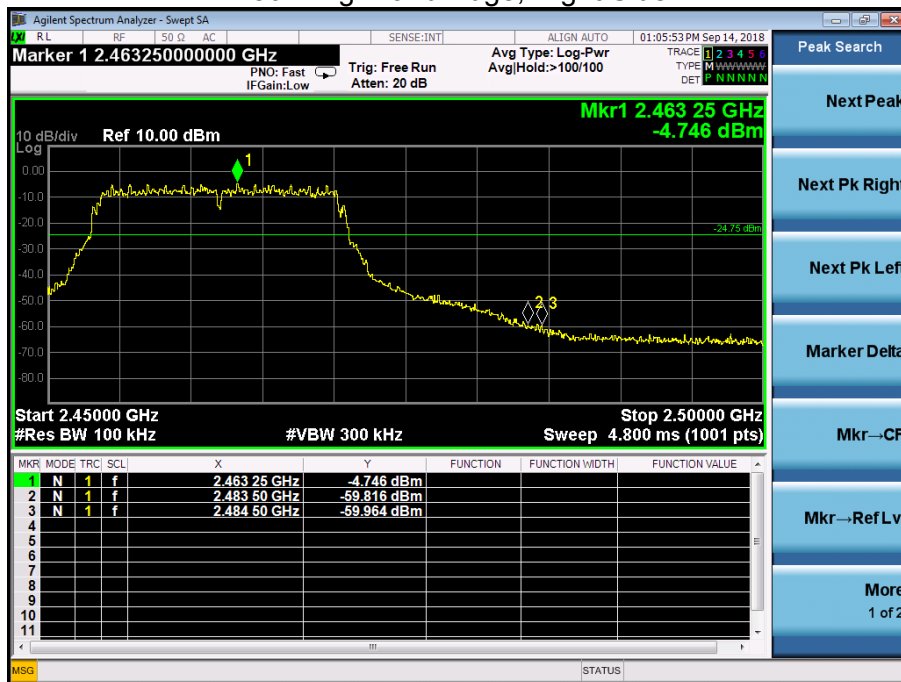 Agilent Spectrum Analyzer - Swept SA
LXI RL RF 50 Ω AC SENSE:INT ALIGN AUTO 01:05:53 PM Sep 14, 2018
Marker 1 2.463250000000 GHz
PNO: Fast
IFGain:Low
Trig: Free Run
Atten: 20 dB
Avg Type: Log-Pwr
Avg|Hold:>100/100
TRACE 1 2 3 4 5 6
TYPE M WWWWW
DET P N N N N N
Peak Search
Mkr1 2.463 25 GHz
-4.746 dBm
10 dB/div Ref 10.00 dBm
Log
0.00
-10.0
-20.0
-30.0
-40.0
-50.0
-60.0
-70.0
-80.0
1
-24.75 dBm
2 3
Start 2.45000 GHz Stop 2.50000 GHz
#Res BW 100 kHz #VBW 300 kHz Sweep 4.800 ms (1001 pts)
MKR MODE TRC SCL X Y FUNCTION FUNCTION WIDTH FUNCTION VALUE
1 N 1 f 2.463 25 GHz -4.746 dBm
2 N 1 f 2.483 50 GHz -59.816 dBm
3 N 1 f 2.484 50 GHz -59.964 dBm
4
5
6
7
8
9
10
11
Next Peak
Next Pk Right
Next Pk Left
Marker Delta
Mkr→CF
Mkr→Ref Lv
More
1 of 2
MSG STATUS